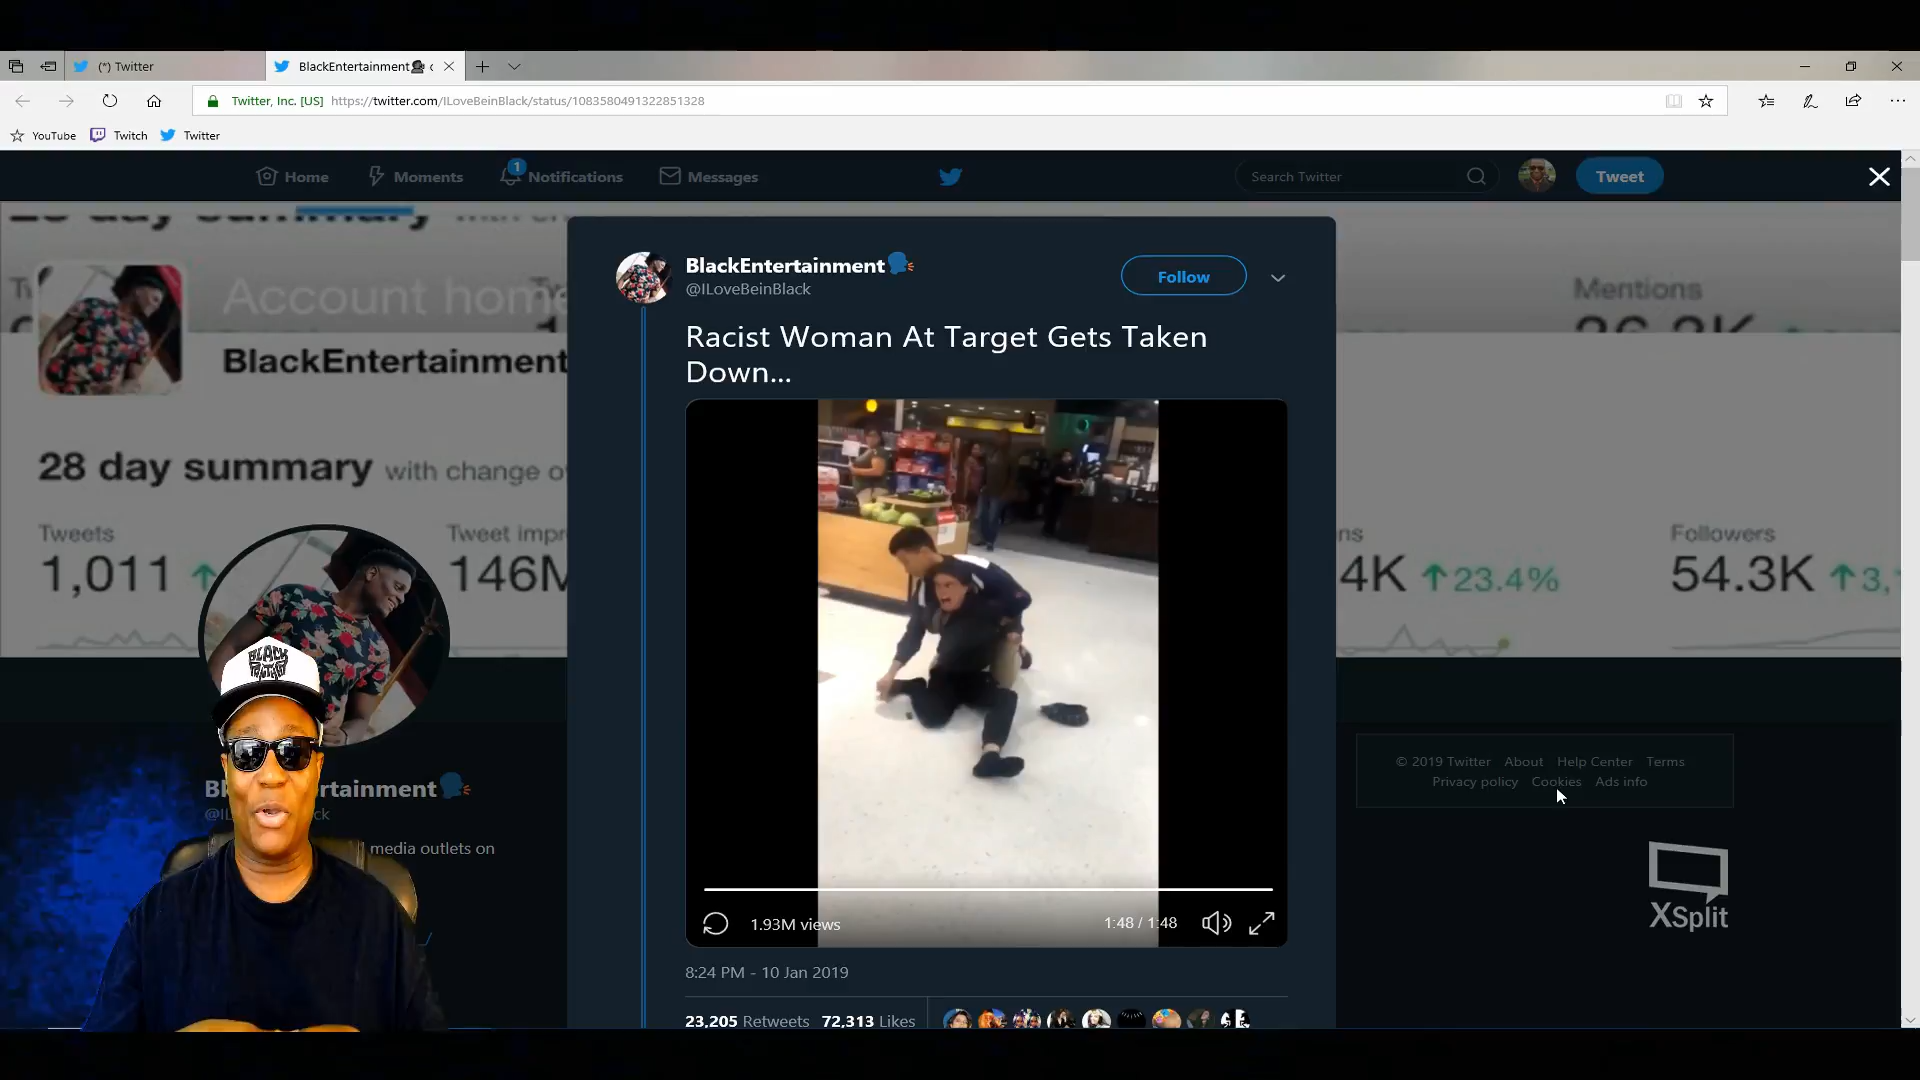 (*) Twitter
BlackEntertainment
Twitter, Inc. [US] https://twitter.com/ILoveBeinBlack/status/1083580491322851328
YouTube
Twitch
Twitter
Home
Moments
1
Notifications
Messages
Search Twitter
Tweet
28 day summary
Account home
Mentions
BlackEntertainment
BlackEntertainment
@ILoveBeinBlack
Follow
Racist Woman At Target Gets Taken
Down...
28 day summary with change
Tweets
1,011
146M
4K 23.4%
Followers
54.3K
BLACK
rtainment
media outlets on
1.93M views
1:48 / 1:48
8:24 PM - 10 Jan 2019
23,205 Retweets 72,313 Likes
© 2019 Twitter About Help Center Terms
Privacy policy Cookies Ads info
XSplit